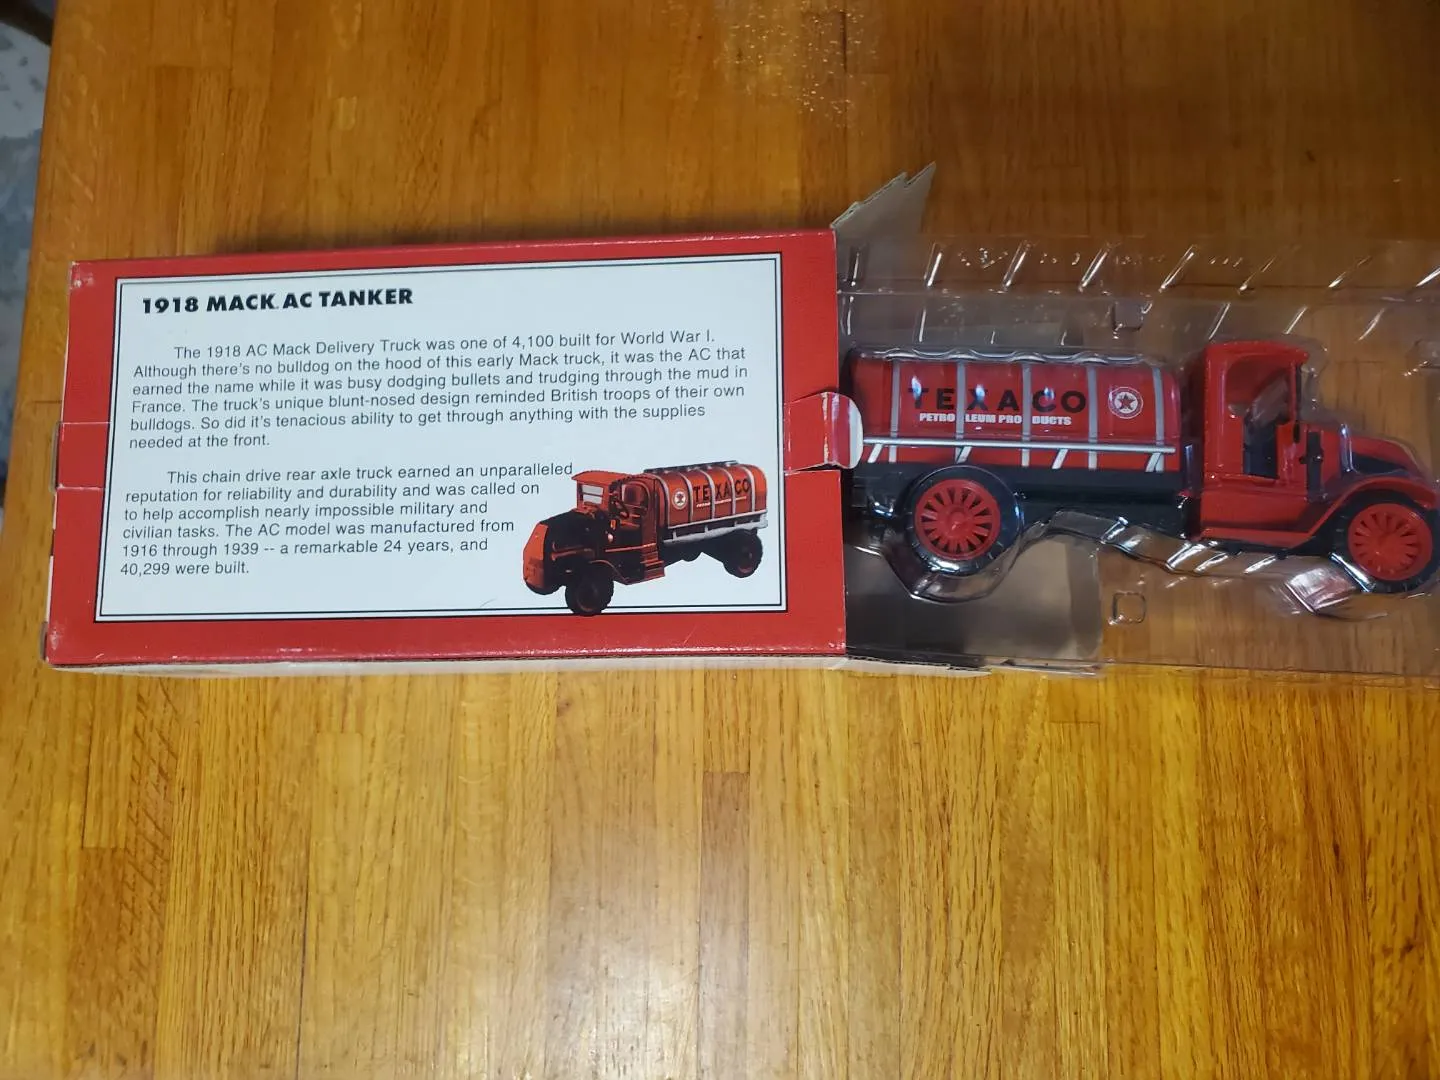 1918 MACK AC TANKER
The 1918 AC Mack Delivery Truck was one of 4,100 built for World War I.
Although there's no bulldog on the hood of this early Mack truck, it was the AC that
earned the name while it was busy dodging bullets and trudging through the mud in
France. The truck's unique blunt-nosed design reminded British troops of their own
bulldogs. So did it's tenacious ability to get through anything with the supplies
needed at the front.
This chain drive rear axle truck earned an unparalleled
reputation for reliability and durability and was called on
to help accomplish nearly impossible military and
civilian tasks. The AC model was manufactured from
1916 through 1939 -- a remarkable 24 years, and
40,299 were built.
TEXACO
TEXACO
PETROLEUM PRODUCTS